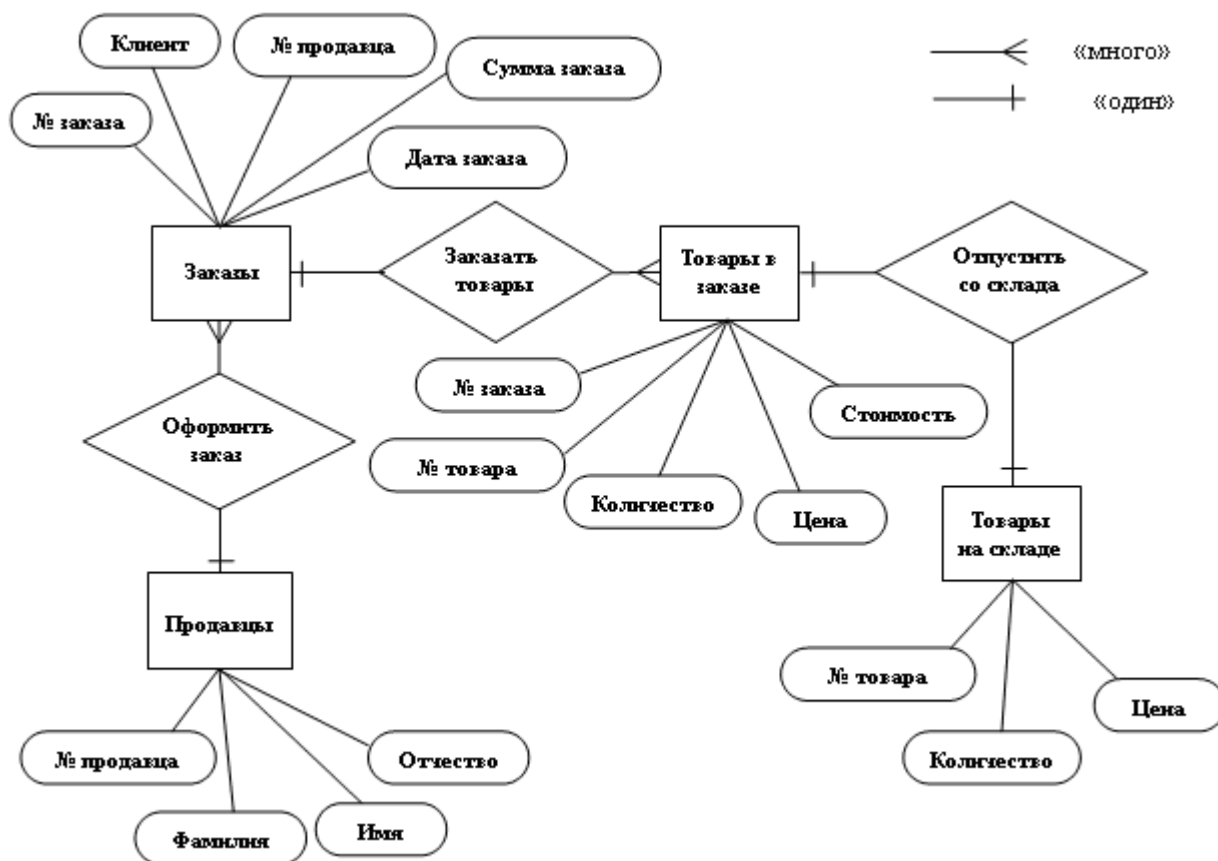 Клиент
№ продавца
Сумма заказа
«много»
«один»
№ заказа
Дата заказа
Заказы
Заказать
товары
Товары в
заказе
Отпустить
со склада
№ заказа
Стоимость
Оформить
заказ
№ товара
Количество
Цена
Товары
на складе
Продавцы
№ товара
Цена
№ продавца
Отчество
Количество
Фамилия
Имя